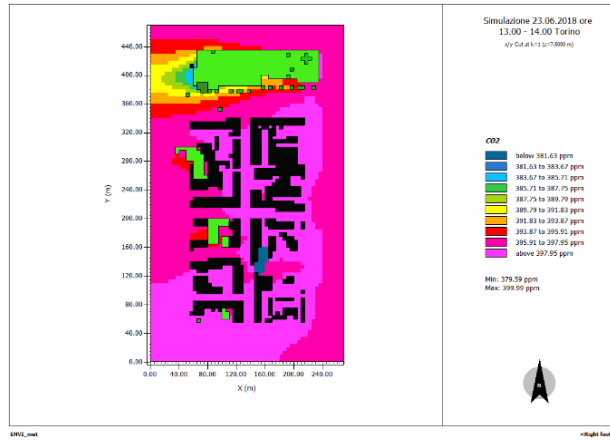 Simulazione 23.06.2018 ore
13.00 - 14.00 Torino
x/y Cut at k=1 (z=7.5000 m)
440.00
400.00
360.00
320.00
280.00
240.00
200.00
160.00
120.00
80.00
40.00
0.00
Y (m)
0.00 40.00 80.00 120.00 160.00 200.00 240.00
X (m)
CO2
below 381.63 ppm
381.63 to 383.67 ppm
383.67 to 385.71 ppm
385.71 to 387.75 ppm
387.75 to 389.79 ppm
389.79 to 391.83 ppm
391.83 to 393.87 ppm
393.87 to 395.91 ppm
395.91 to 397.95 ppm
above 397.95 ppm
Min: 379.59 ppm
Max: 399.99 ppm
N
ENVI_met
<Right foot